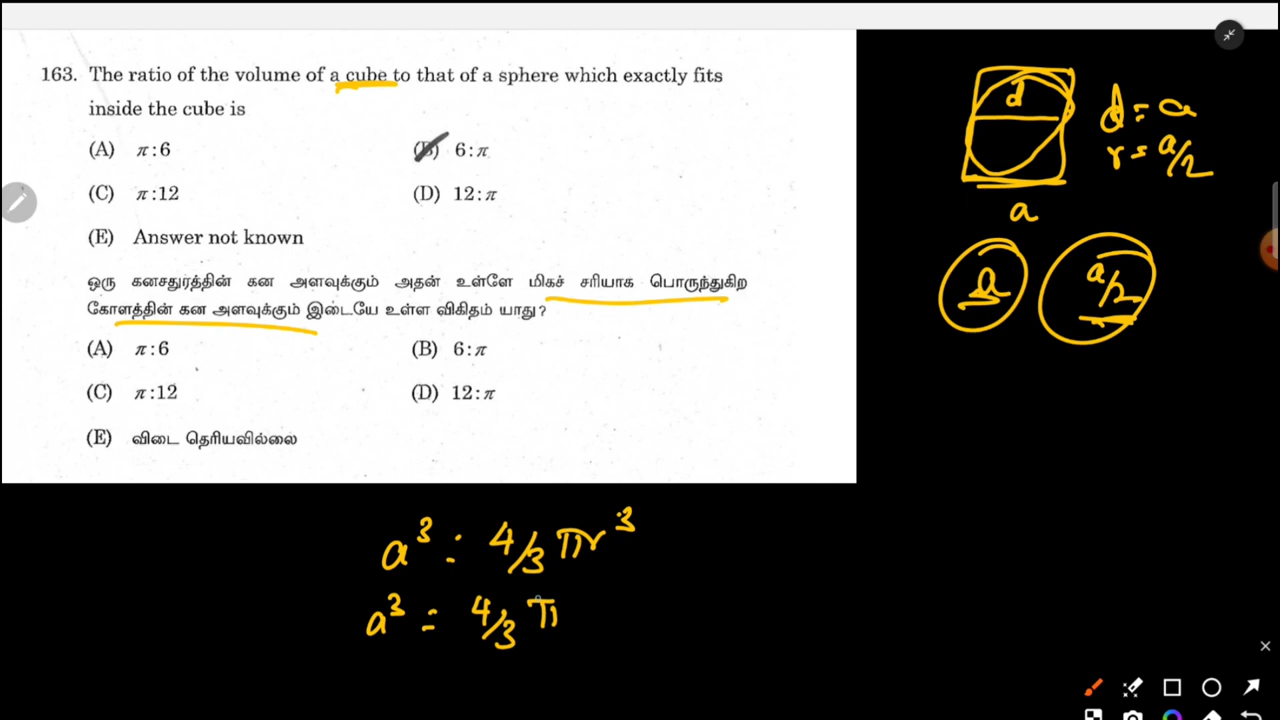 163. The ratio of the volume of a cube to that of a sphere which exactly fits
inside the cube is
(A) π:6
(B) 6:π
(C) π:12
(D) 12:π
(E) Answer not known
ஒரு கனசதுரத்தின் கன அளவுக்கும் அதன் உள்ளே மிகச் சரியாக பொருந்துகிற
கோளத்தின் கன அளவுக்கும் இடையே உள்ள விகிதம் யாது?
(A) π:6
(B) 6:π
(C) π:12
(D) 12:π
(E) விடை தெரியவில்லை
d
d = a
r = a/2
a
a
a/2
a³ : 4/3 πr³
a³ = 4/3 π